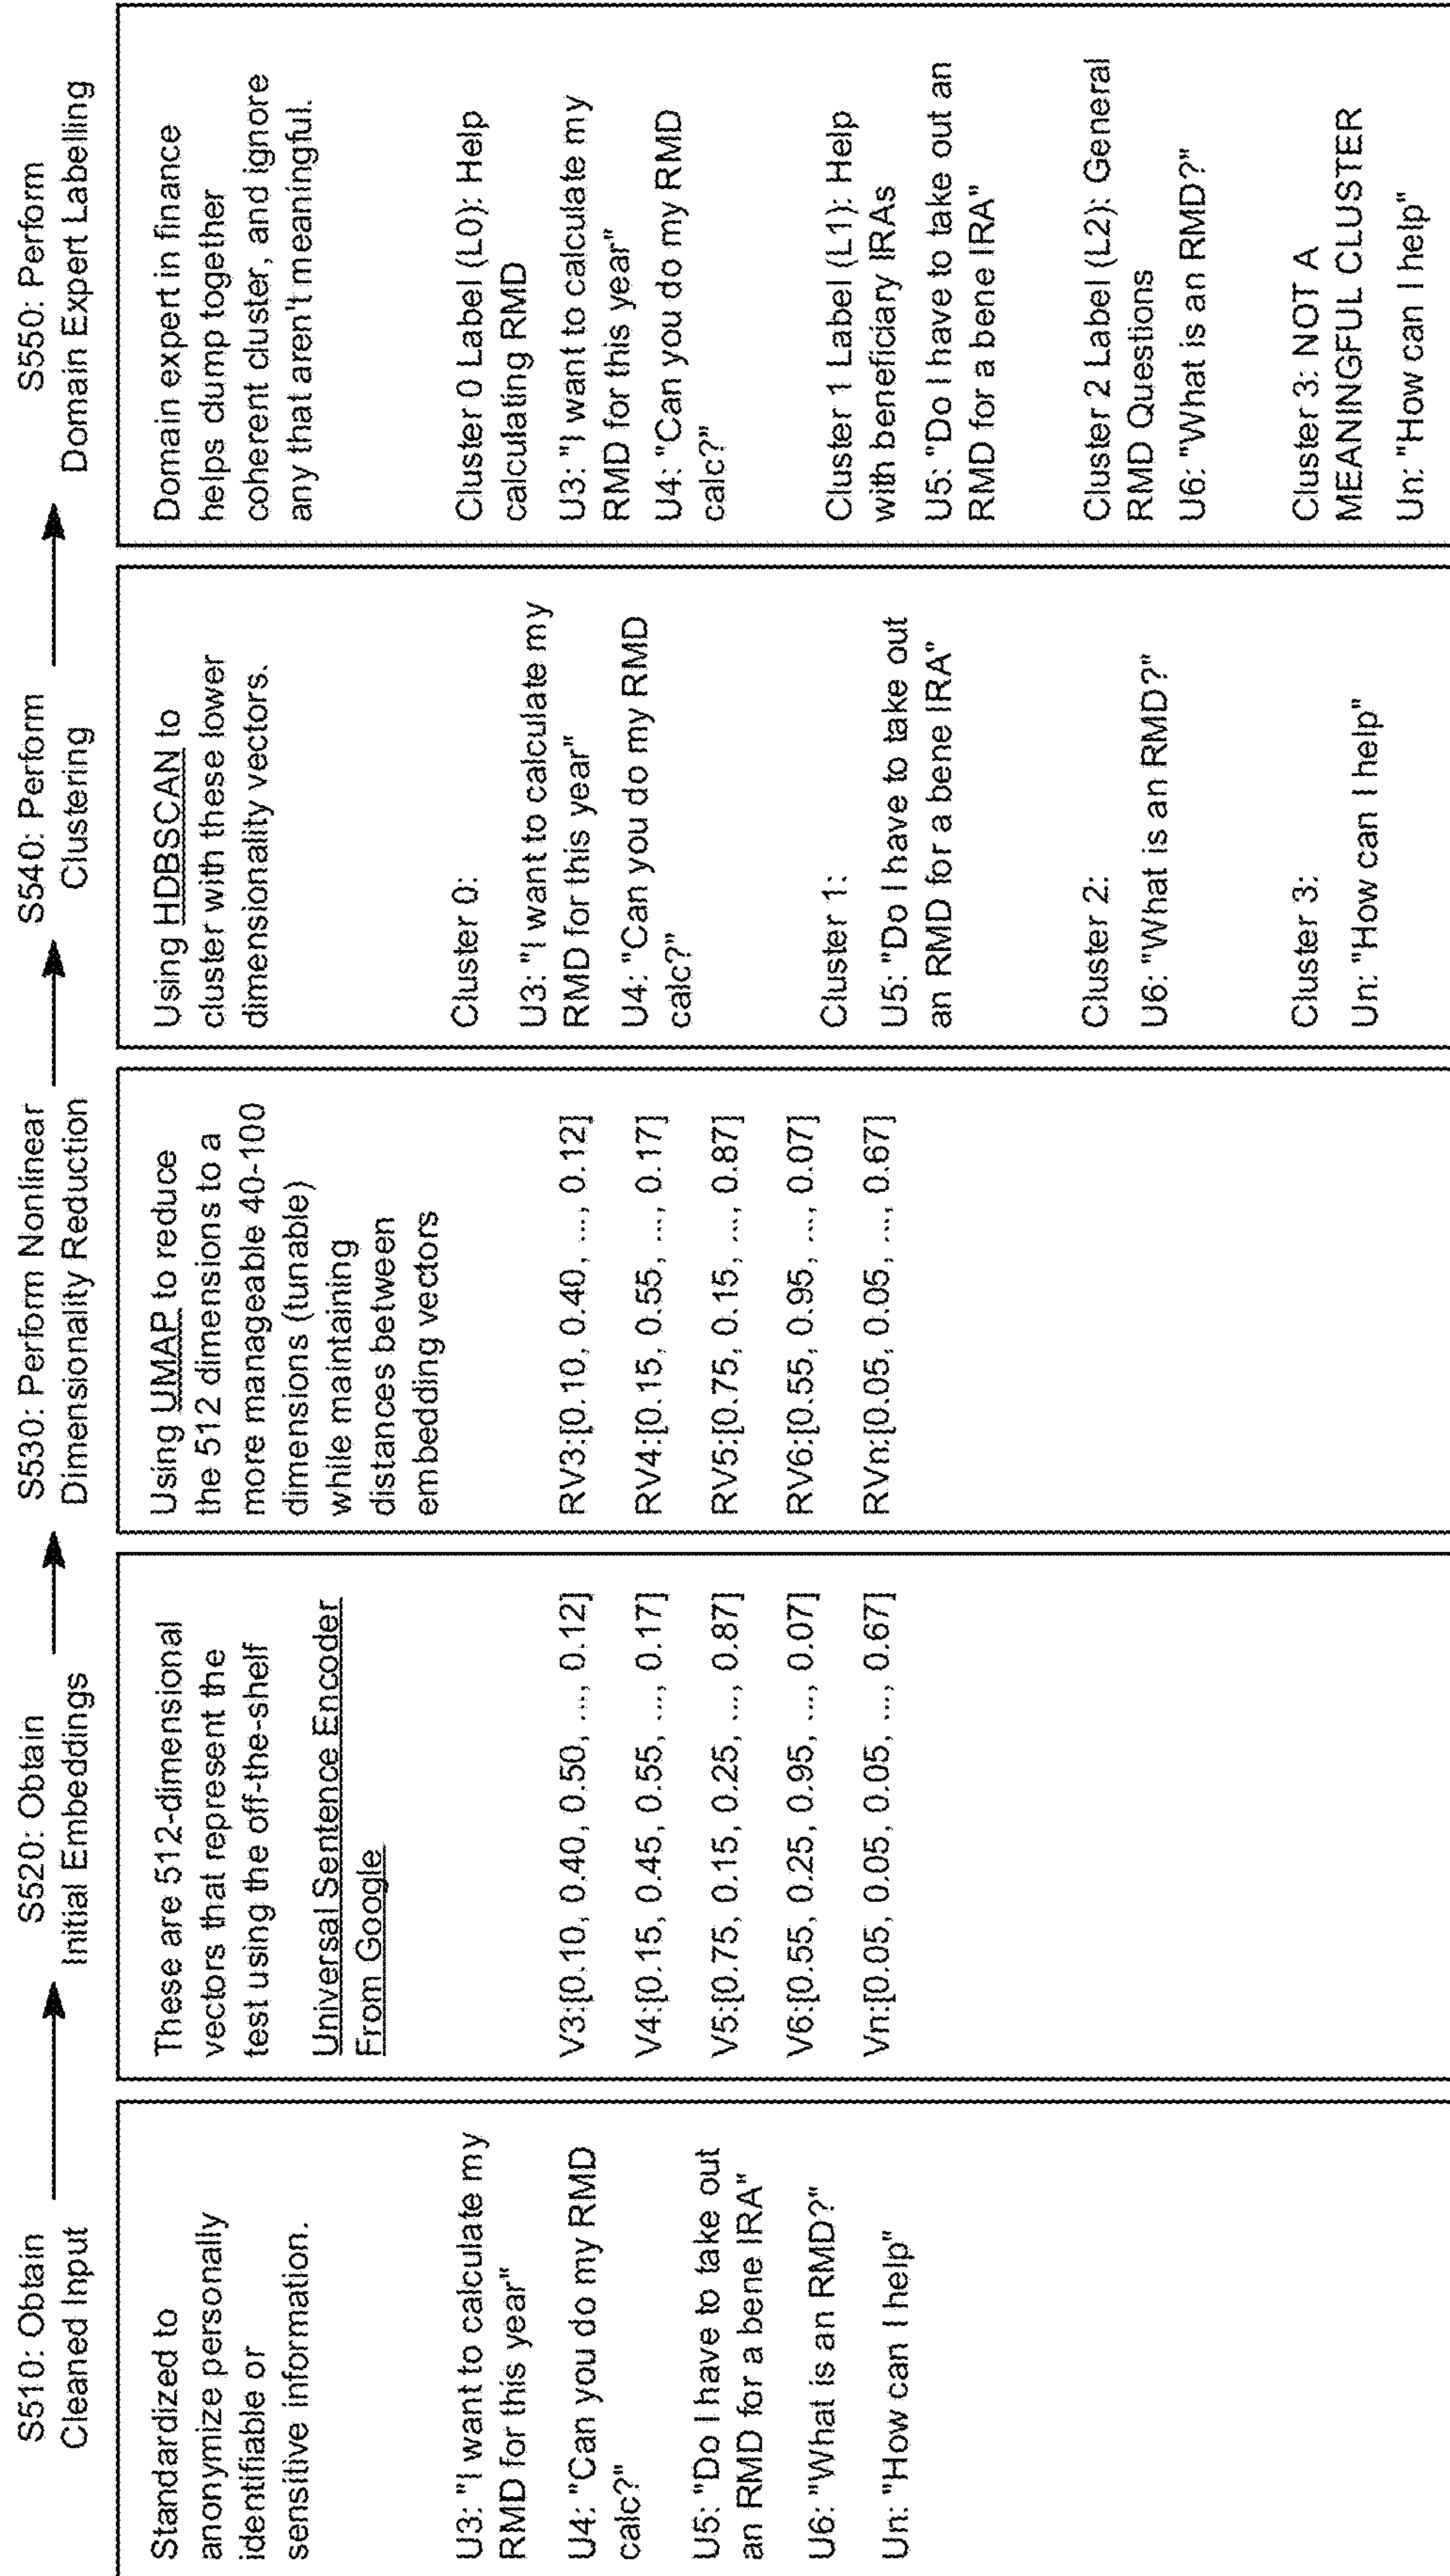 S510: Obtain
Cleaned Input
Standardized to
anonymize personally
identifiable or
sensitive information.
U3: "I want to calculate my
RMD for this year"
U4: "Can you do my RMD
calc?"
U5: "Do I have to take out
an RMD for a bene IRA"
U6: "What is an RMD?"
Un: "How can I help"
S520: Obtain
Initial Embeddings
These are 512-dimensional
vectors that represent the
test using the off-the-shelf
Universal Sentence Encoder
From Google
V3:[0.10, 0.40, 0.50, ..., 0.12]
V4:[0.15, 0.45, 0.55, ..., 0.17]
V5:[0.75, 0.15, 0.25, ..., 0.87]
V6:[0.55, 0.25, 0.95, ..., 0.07]
Vn:[0.05, 0.05, 0.05, ..., 0.67]
S530: Perform Nonlinear
Dimensionality Reduction
Using UMAP to reduce
the 512 dimensions to a
more manageable 40-100
dimensions (tunable)
while maintaining
distances between
embedding vectors
RV3:[0.10, 0.40, ..., 0.12]
RV4:[0.15, 0.55, ..., 0.17]
RV5:[0.75, 0.15, ..., 0.87]
RV6:[0.55, 0.95, ..., 0.07]
RVn:[0.05, 0.05, ..., 0.67]
S540: Perform
Clustering
Using HDBSCAN to
cluster with these lower
dimensionality vectors.
Cluster 0:
U3: "I want to calculate my
RMD for this year"
U4: "Can you do my RMD
calc?"
Cluster 1:
U5: "Do I have to take out
an RMD for a bene IRA"
Cluster 2:
U6: "What is an RMD?"
Cluster 3:
Un: "How can I help"
S550: Perform
Domain Expert Labelling
Domain expert in finance
helps clump together
coherent cluster, and ignore
any that aren't meaningful.
Cluster 0 Label (L0): Help
calculating RMD
U3: "I want to calculate my
RMD for this year"
U4: "Can you do my RMD
calc?"
Cluster 1 Label (L1): Help
with beneficiary IRAs
U5: "Do I have to take out an
RMD for a bene IRA"
Cluster 2 Label (L2): General
RMD Questions
U6: "What is an RMD?"
Cluster 3: NOT A
MEANINGFUL CLUSTER
Un: "How can I help"